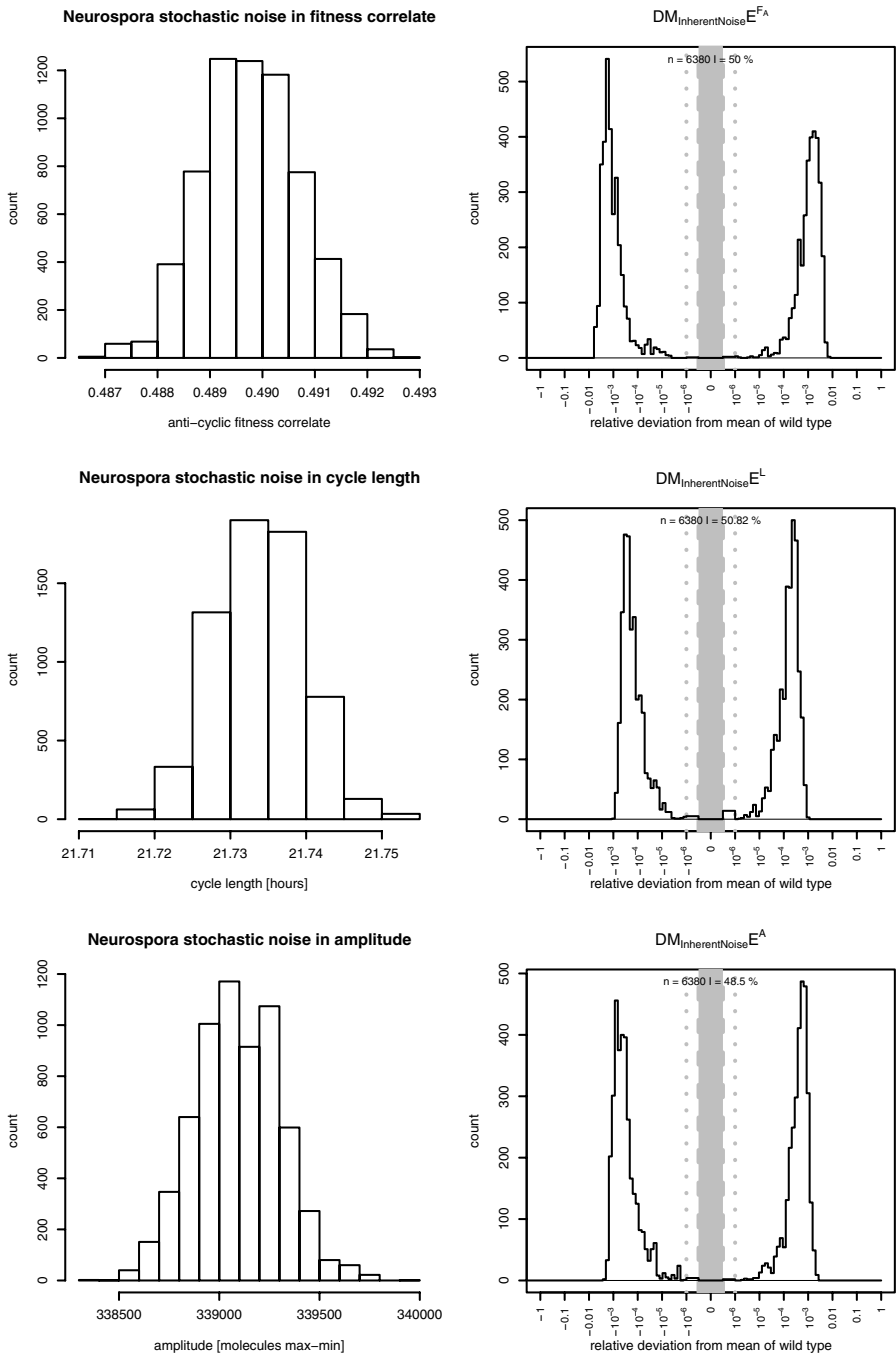 Neurospora stochastic noise in fitness correlate
count
0 200 400 600 800 1000 1200
0.487 0.488 0.489 0.490 0.491 0.492 0.493
anti−cyclic fitness correlate
DM_InherentNoise E^F_A
n = 6380 I = 50 %
0 100 200 300 400 500
−1 −0.1 −0.01 −10^−3 −10^−4 −10^−5 −10^−6 0 10^−6 10^−5 10^−4 10^−3 0.01 0.1 1
relative deviation from mean of wild type
Neurospora stochastic noise in cycle length
count
0 500 1000 1500
21.71 21.72 21.73 21.74 21.75
cycle length [hours]
DM_InherentNoise E^L
n = 6380 I = 50.82 %
0 100 200 300 400 500
−1 −0.1 −0.01 −10^−3 −10^−4 −10^−5 −10^−6 0 10^−6 10^−5 10^−4 10^−3 0.01 0.1 1
relative deviation from mean of wild type
Neurospora stochastic noise in amplitude
count
0 200 400 600 800 1000 1200
338500 339000 339500 340000
amplitude [molecules max−min]
DM_InherentNoise E^A
n = 6380 I = 48.5 %
0 100 200 300 400 500
−1 −0.1 −0.01 −10^−3 −10^−4 −10^−5 −10^−6 0 10^−6 10^−5 10^−4 10^−3 0.01 0.1 1
relative deviation from mean of wild type